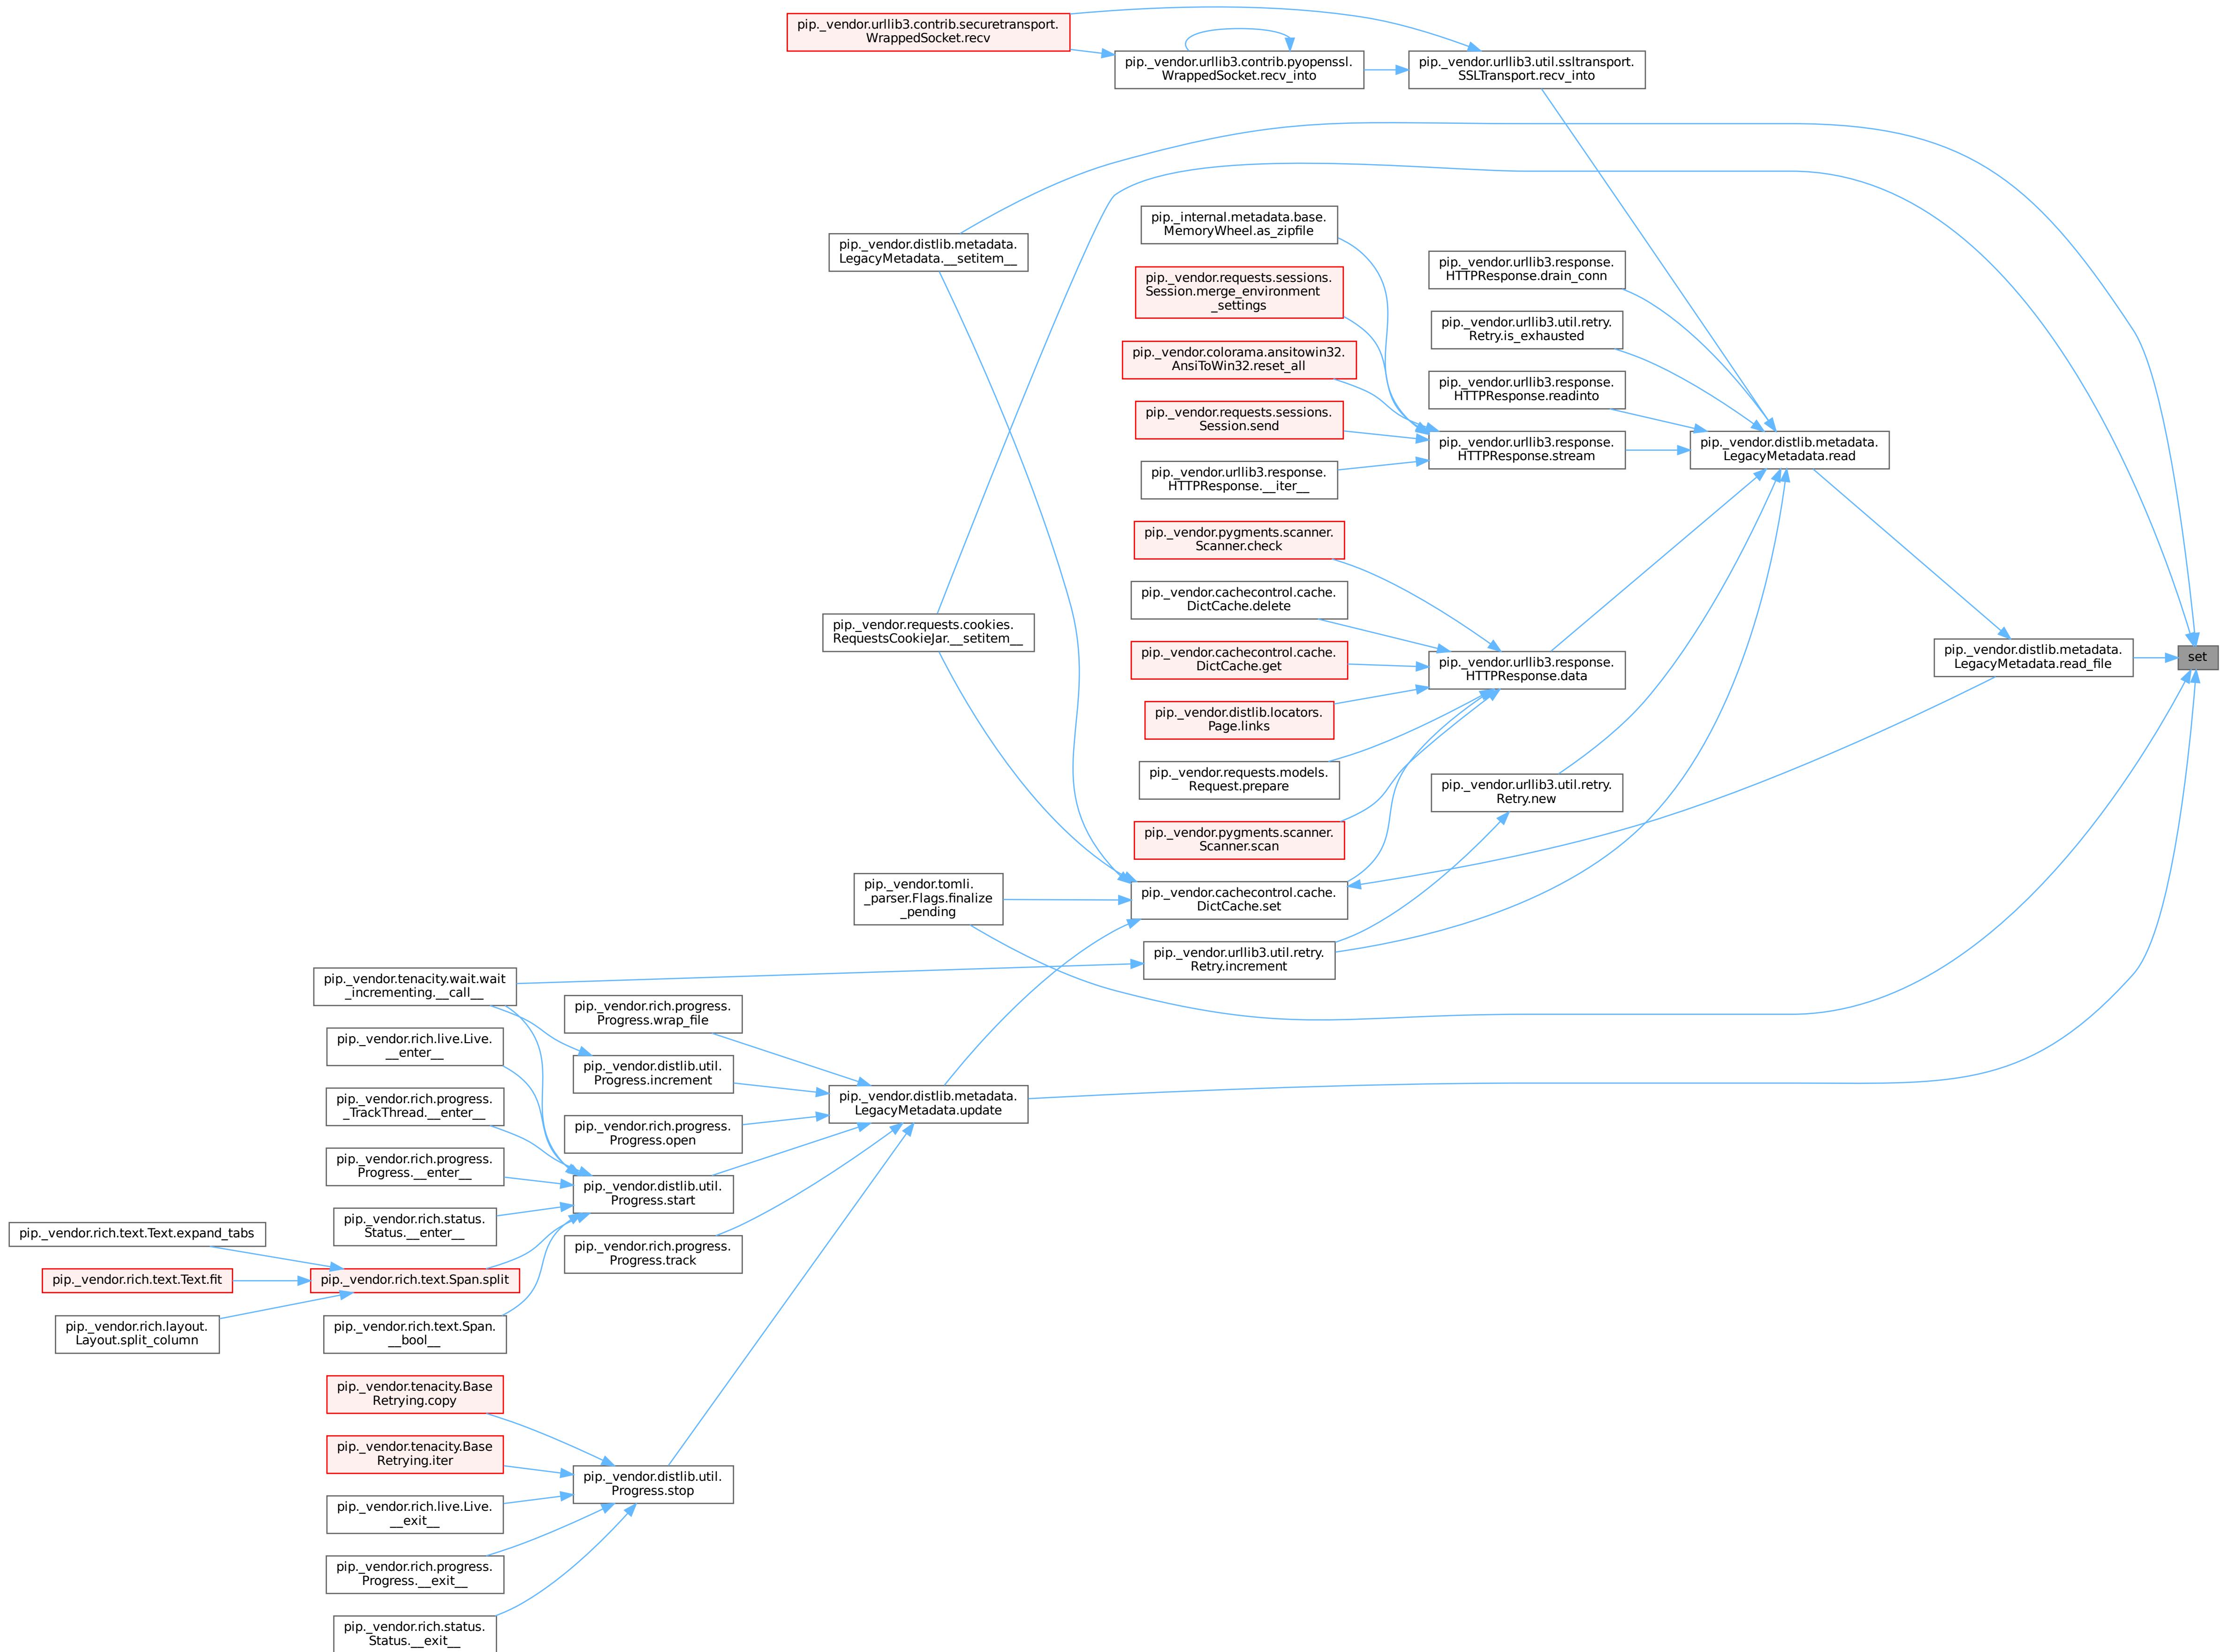 pip._vendor.urllib3.contrib.securetransport.
WrappedSocket.recv
pip._vendor.urllib3.contrib.pyopenssl.
WrappedSocket.recv_into
pip._vendor.urllib3.util.ssltransport.
SSLTransport.recv_into
pip._internal.metadata.base.
MemoryWheel.as_zipfile
pip._vendor.distlib.metadata.
LegacyMetadata.__setitem__
pip._vendor.urllib3.response.
HTTPResponse.drain_conn
pip._vendor.requests.sessions.
Session.merge_environment
_settings
pip._vendor.urllib3.util.retry.
Retry.is_exhausted
pip._vendor.colorama.ansitowin32.
AnsiToWin32.reset_all
pip._vendor.urllib3.response.
HTTPResponse.readinto
pip._vendor.requests.sessions.
Session.send
pip._vendor.urllib3.response.
HTTPResponse.stream
pip._vendor.distlib.metadata.
LegacyMetadata.read
pip._vendor.urllib3.response.
HTTPResponse.__iter__
pip._vendor.pygments.scanner.
Scanner.check
pip._vendor.cachecontrol.cache.
DictCache.delete
pip._vendor.requests.cookies.
RequestsCookieJar.__setitem__
pip._vendor.cachecontrol.cache.
DictCache.get
pip._vendor.urllib3.response.
HTTPResponse.data
pip._vendor.distlib.metadata.
LegacyMetadata.read_file
set
pip._vendor.distlib.locators.
Page.links
pip._vendor.requests.models.
Request.prepare
pip._vendor.urllib3.util.retry.
Retry.new
pip._vendor.pygments.scanner.
Scanner.scan
pip._vendor.tomli.
_parser.Flags.finalize
_pending
pip._vendor.cachecontrol.cache.
DictCache.set
pip._vendor.urllib3.util.retry.
Retry.increment
pip._vendor.tenacity.wait.wait
_incrementing.__call__
pip._vendor.rich.progress.
Progress.wrap_file
pip._vendor.rich.live.Live.
__enter__
pip._vendor.distlib.util.
Progress.increment
pip._vendor.rich.progress.
_TrackThread.__enter__
pip._vendor.distlib.metadata.
LegacyMetadata.update
pip._vendor.rich.progress.
Progress.open
pip._vendor.rich.progress.
Progress.__enter__
pip._vendor.distlib.util.
Progress.start
pip._vendor.rich.status.
Status.__enter__
pip._vendor.rich.text.Text.expand_tabs
pip._vendor.rich.progress.
Progress.track
pip._vendor.rich.text.Text.fit
pip._vendor.rich.text.Span.split
pip._vendor.rich.layout.
Layout.split_column
pip._vendor.rich.text.Span.
__bool__
pip._vendor.tenacity.Base
Retrying.copy
pip._vendor.tenacity.Base
Retrying.iter
pip._vendor.distlib.util.
Progress.stop
pip._vendor.rich.live.Live.
__exit__
pip._vendor.rich.progress.
Progress.__exit__
pip._vendor.rich.status.
Status.__exit__